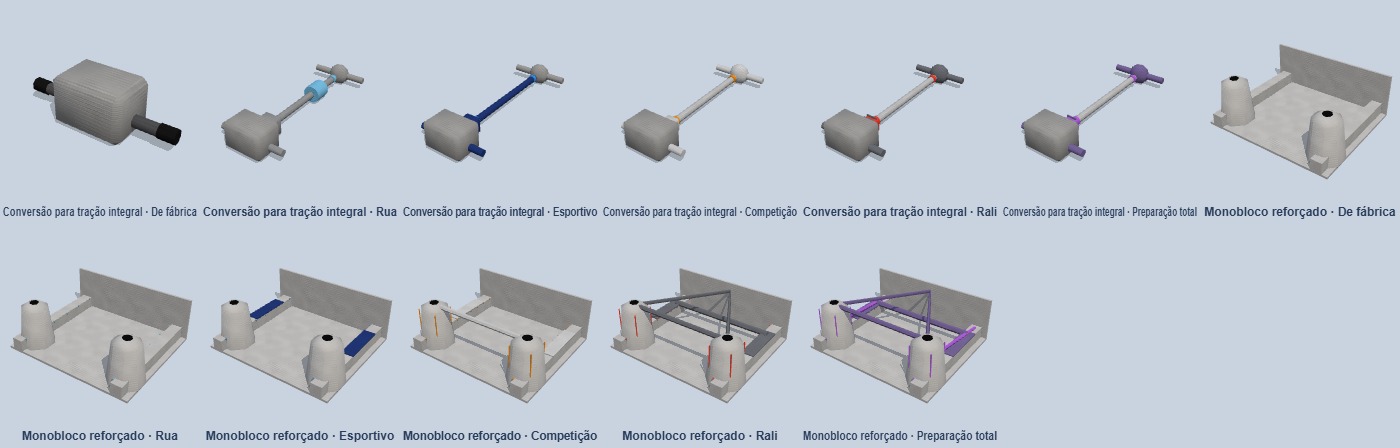 Conversão para tração integral · De fábrica
Conversão para tração integral · Rua
Conversão para tração integral · Esportivo
Conversão para tração integral · Competição
Conversão para tração integral · Rali
Conversão para tração integral · Preparação total
Monobloco reforçado · De fábrica
Monobloco reforçado · Rua
Monobloco reforçado · Esportivo
Monobloco reforçado · Competição
Monobloco reforçado · Rali
Monobloco reforçado · Preparação total